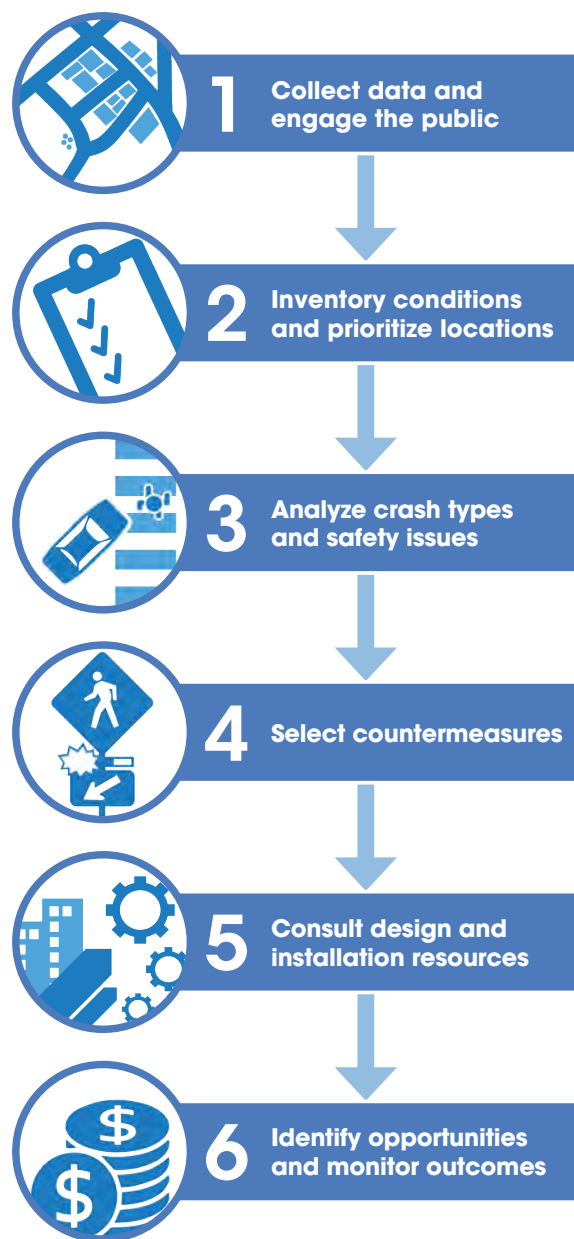 1
Collect data and
engage the public
2
Inventory conditions
and prioritize locations
3
Analyze crash types
and safety issues
4
Select countermeasures
5
Consult design and
installation resources
6
Identify opportunities
and monitor outcomes
$
$